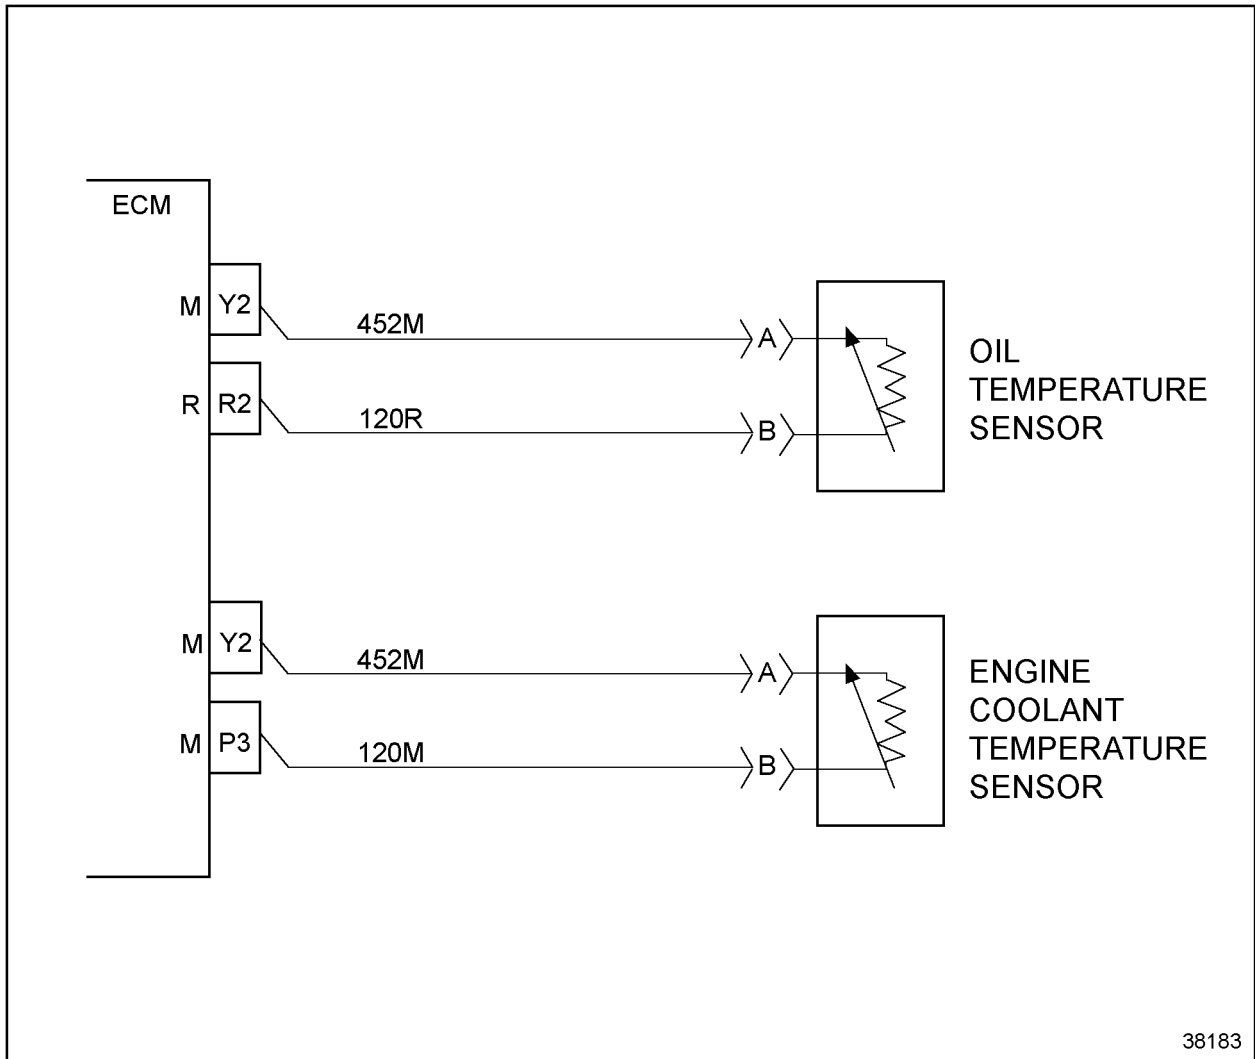 ECM
M Y2 452M A
R R2 120R B
OIL
TEMPERATURE
SENSOR
M Y2 452M A
M P3 120M B
ENGINE
COOLANT
TEMPERATURE
SENSOR
38183